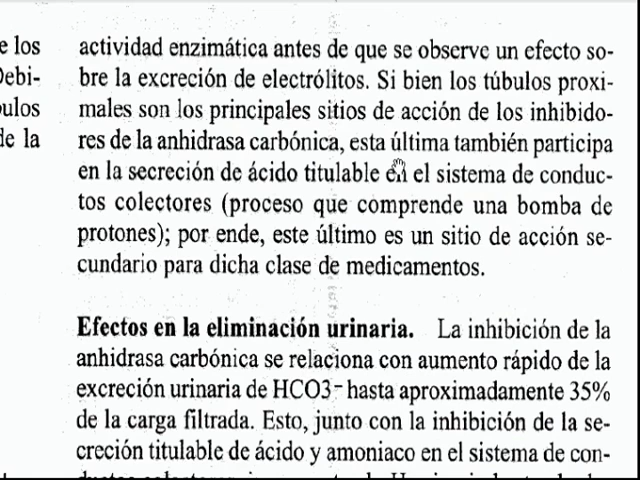 e los
Debi-
oulos
de la
actividad enzimática antes de que se observe un efecto so-
bre la excreción de electrólitos. Si bien los túbulos proxi-
males son los principales sitios de acción de los inhibido-
res de la anhidrasa carbónica, esta última también participa
en la secreción de ácido titulable en el sistema de conduc-
tos colectores (proceso que comprende una bomba de
protones); por ende, este último es un sitio de acción se-
cundario para dicha clase de medicamentos.
Efectos en la eliminación urinaria. La inhibición de la
anhidrasa carbónica se relaciona con aumento rápido de la
excreción urinaria de HCO3⁻ hasta aproximadamente 35%
de la carga filtrada. Esto, junto con la inhibición de la se-
creción titulable de ácido y amoniaco en el sistema de con-